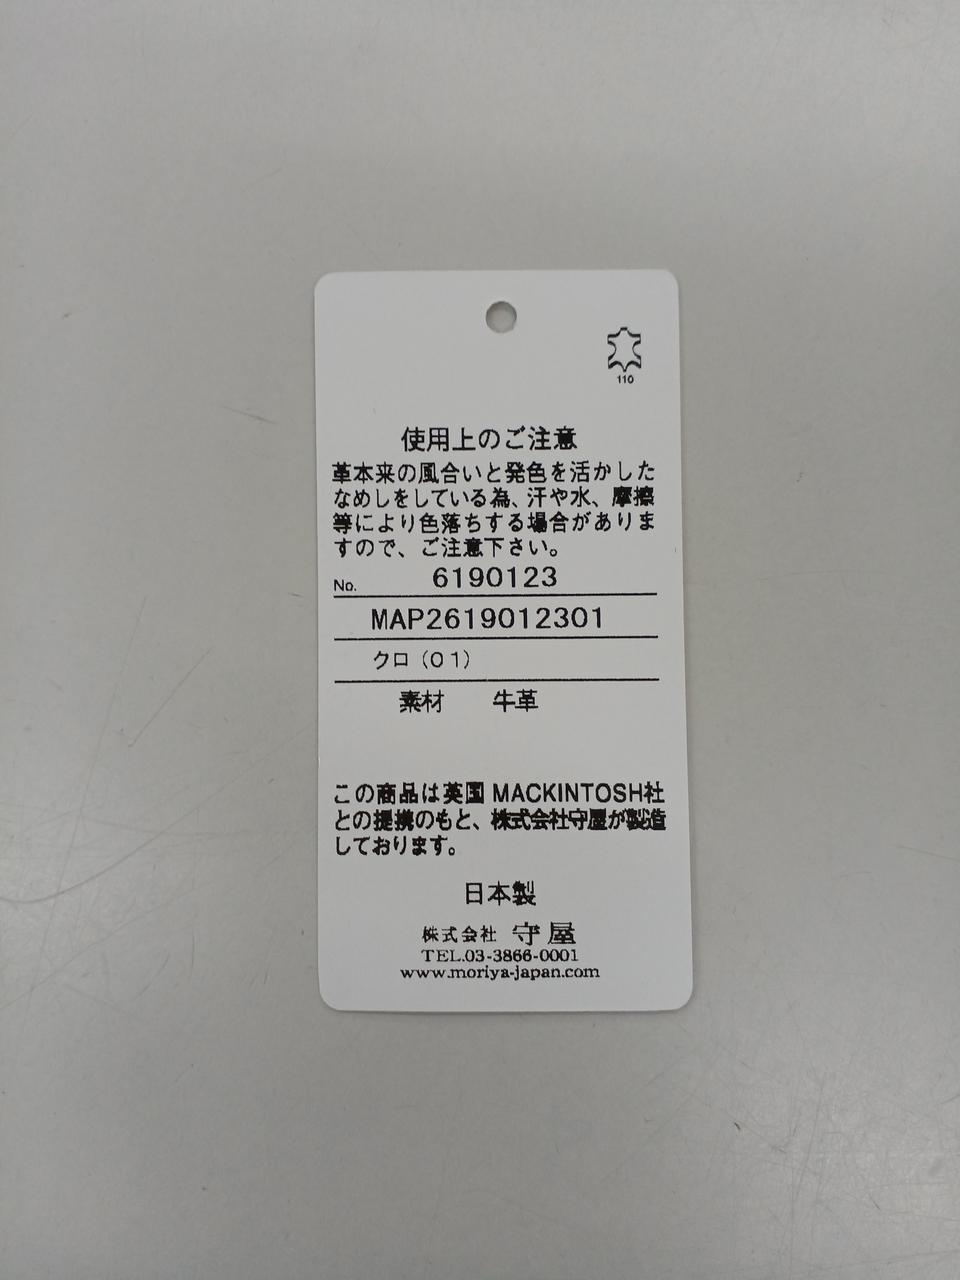 110
使用上のご注意
革本来の風合いと発色を活かした
なめしをしている為、汗や水、摩擦
等により色落ちする場合がありま
すので、ご注意下さい。
No. 6190123
MAP2619012301
クロ（01）
素材 牛革
この商品は英国 MACKINTOSH社
との提携のもと、株式会社守屋が製造
しております。
日本製
株式会社 守屋
TEL.03-3866-0001
www.moriya-japan.com